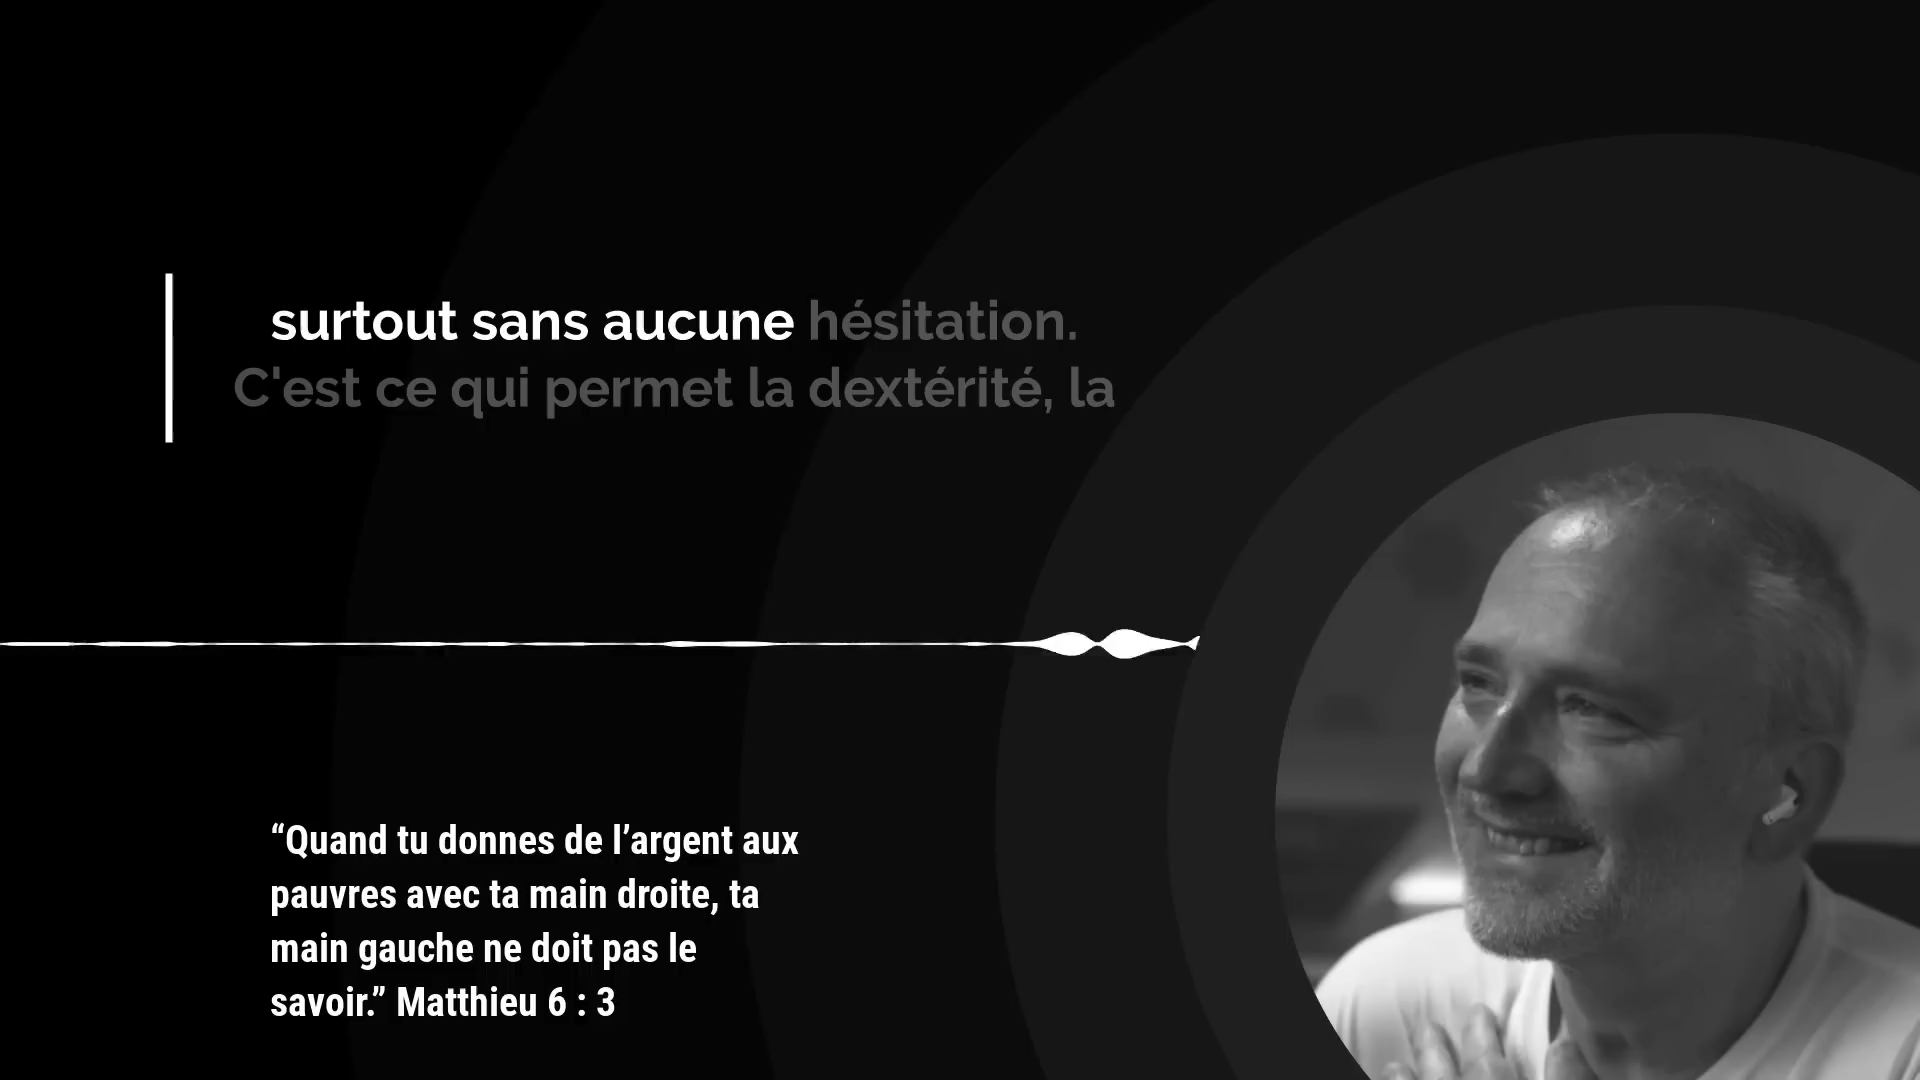 surtout sans aucune hésitation.
C'est ce qui permet la dextérité, la
“Quand tu donnes de l’argent aux
pauvres avec ta main droite, ta
main gauche ne doit pas le
savoir.” Matthieu 6 : 3